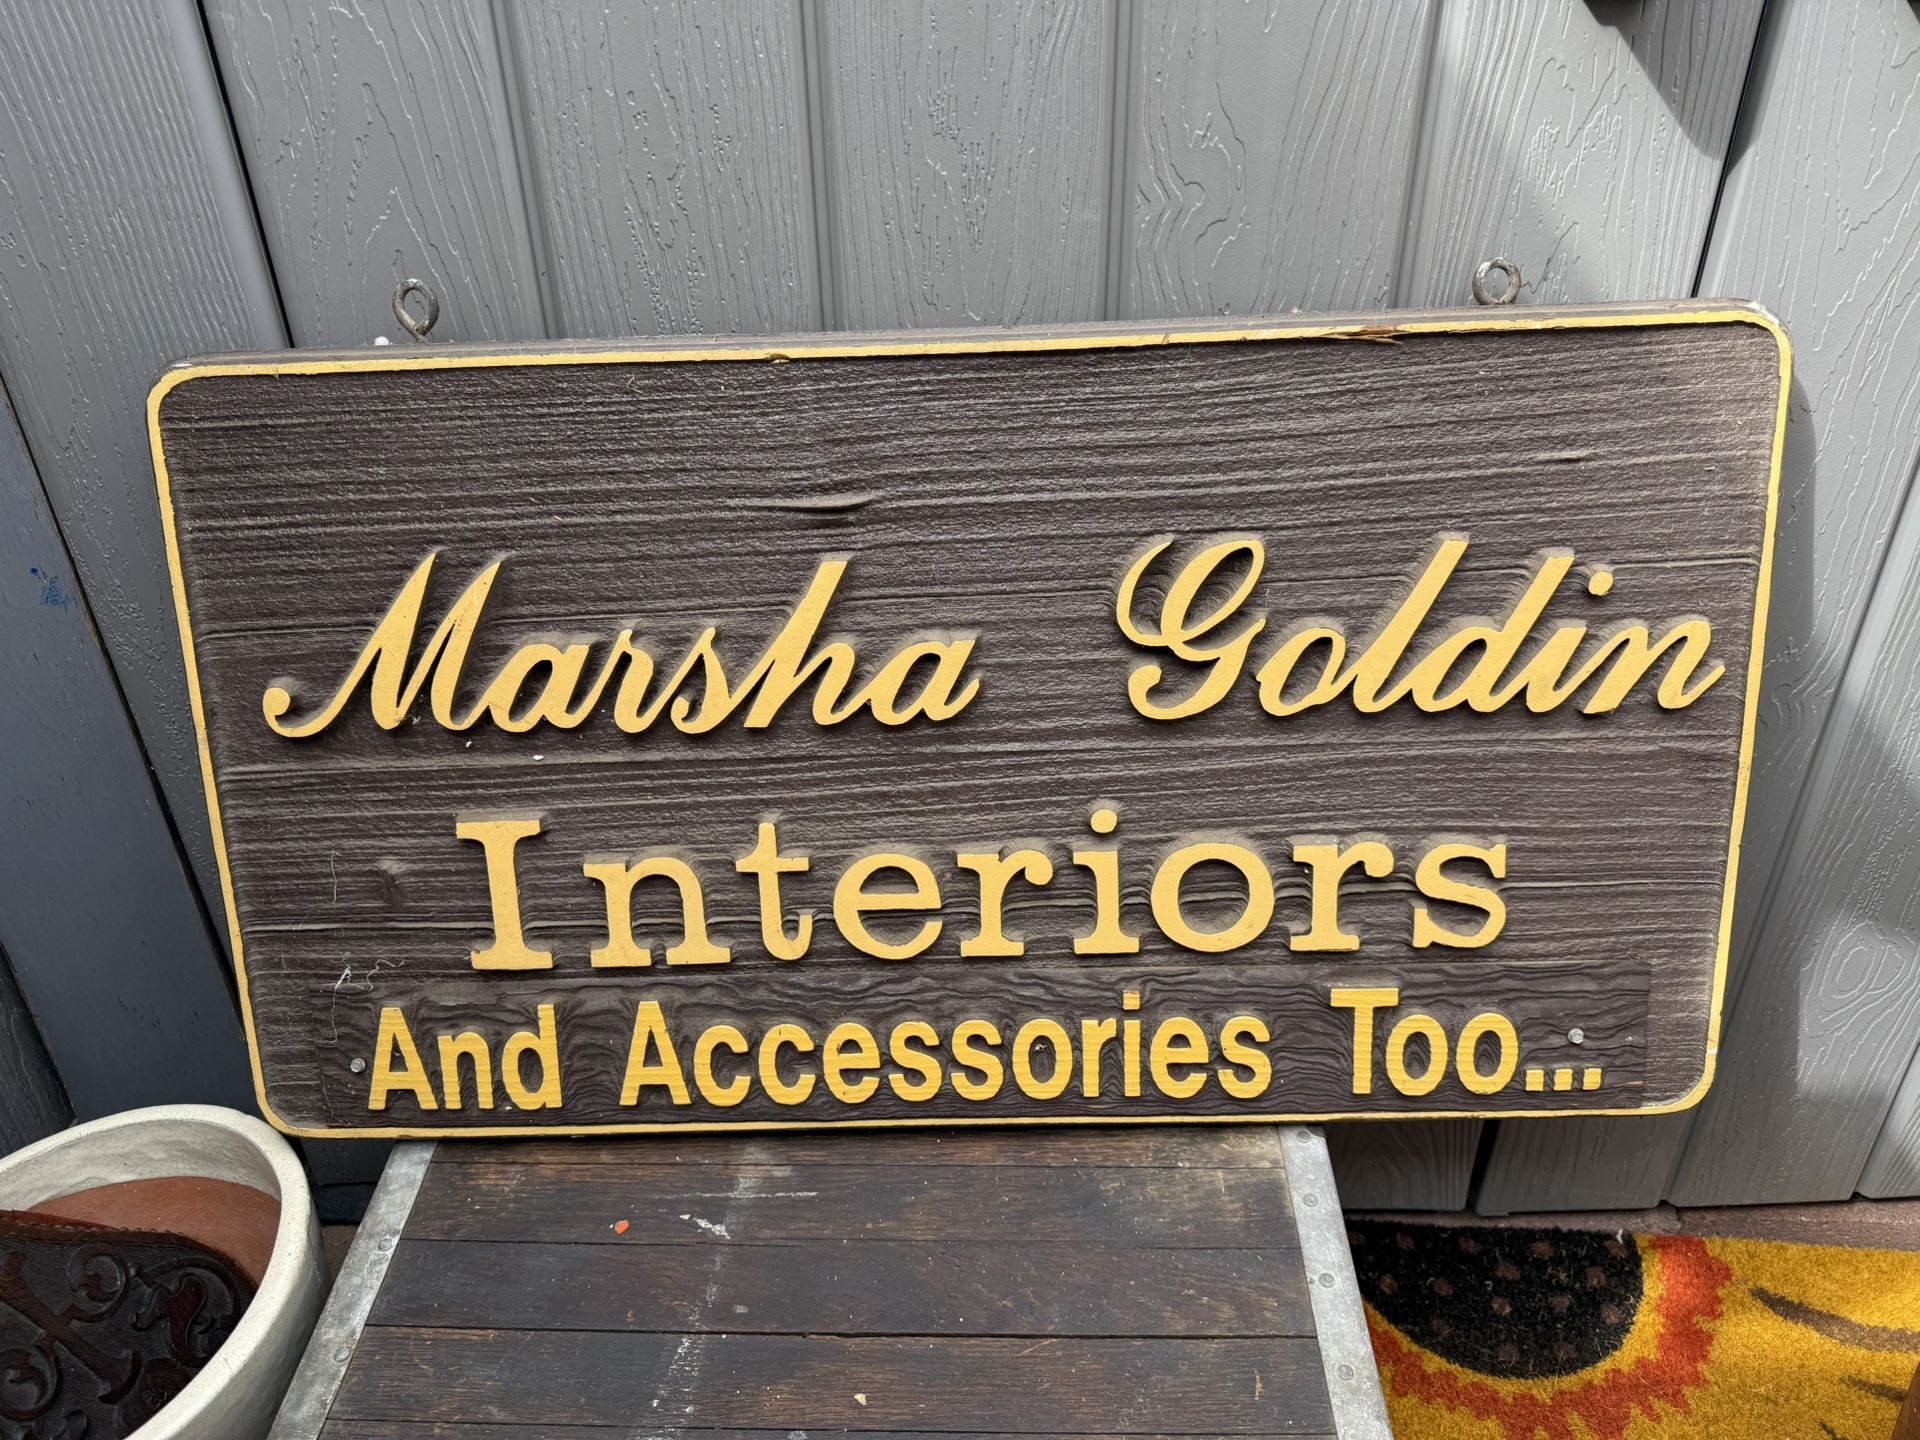 Marsha Goldin
Interiors
And Accessories Too...